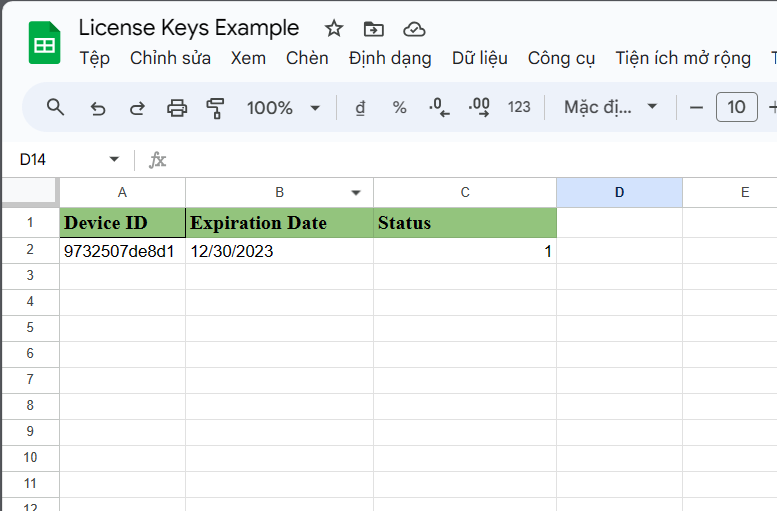 License Keys Example
Tệp Chỉnh sửa Xem Chèn Định dạng Dữ liệu Công cụ Tiện ích mở rộng T
100% đ % .0 .00 123 Mặc đị... 10
D14 fx
A B C D E
1 Device ID Expiration Date Status
2 9732507de8d1 12/30/2023 1
3
4
5
6
7
8
9
10
11
12